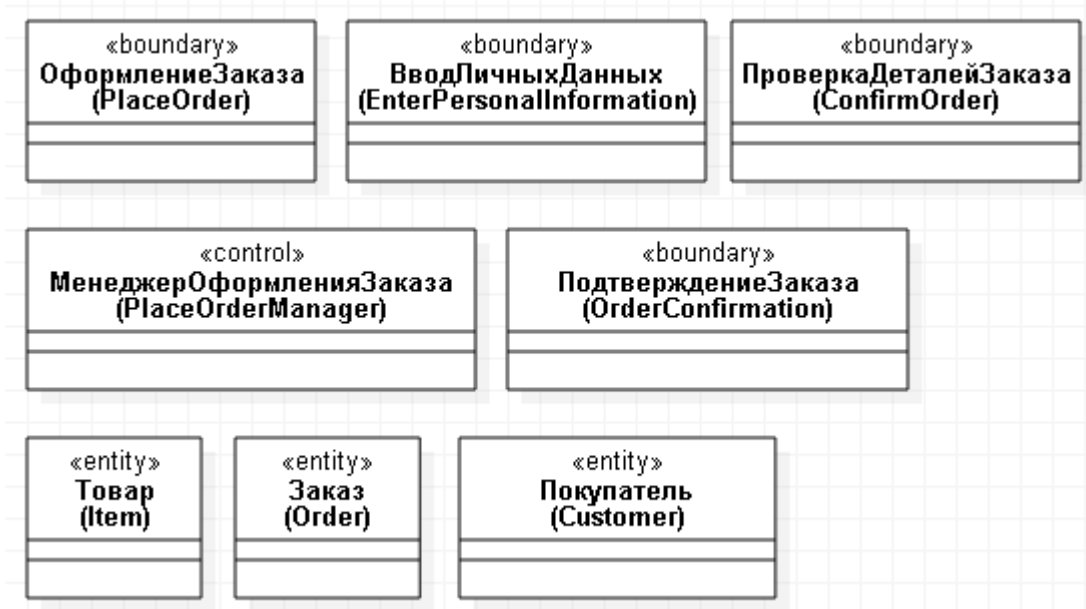 «boundary»
ОформлениеЗаказа
(PlaceOrder)
«boundary»
ВводЛичныхДанных
(EnterPersonalInformation)
«boundary»
ПроверкаДеталейЗаказа
(ConfirmOrder)
«control»
МенеджерОформленияЗаказа
(PlaceOrderManager)
«boundary»
ПодтверждениеЗаказа
(OrderConfirmation)
«entity»
Товар
(Item)
«entity»
Заказ
(Order)
«entity»
Покупатель
(Customer)